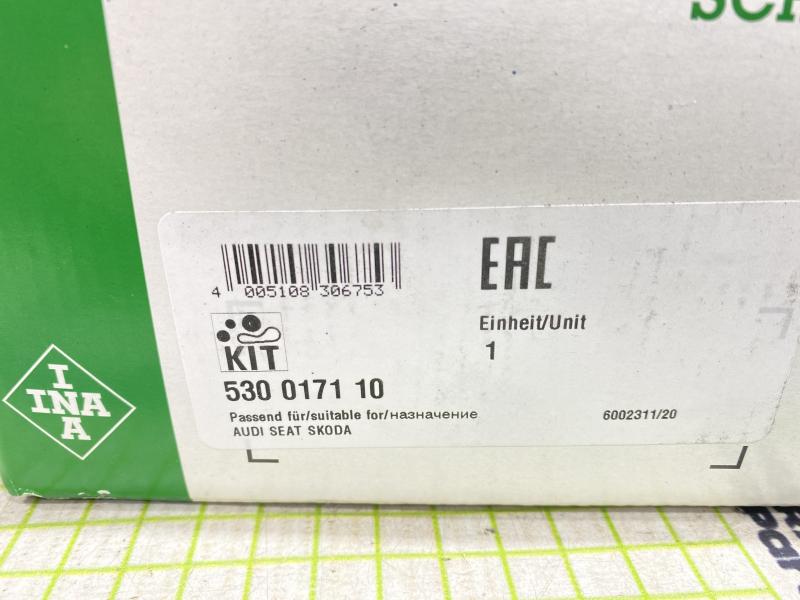 SCH
EAC
4 005108 306753
Einheit/Unit
1
KIT
530 0171 10
Passend für/suitable for/назначение
6002311/20
AUDI SEAT SKODA
I
INA
A